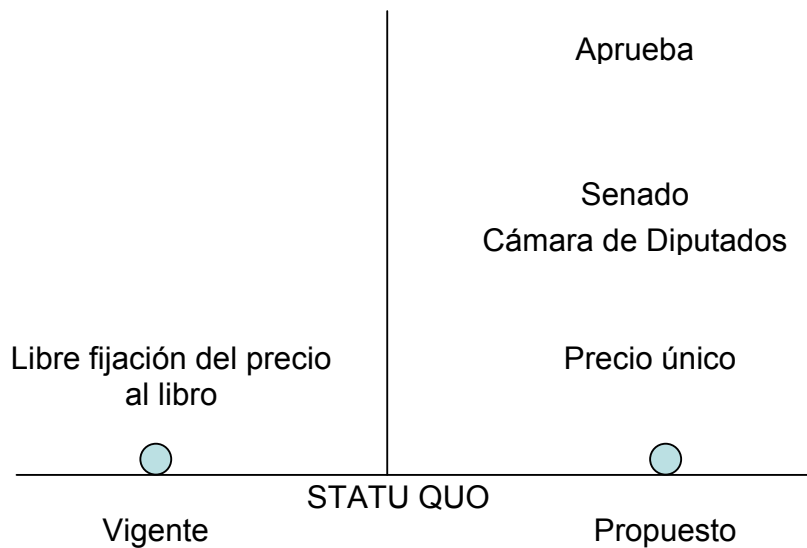 Aprueba
Senado
Cámara de Diputados
Libre fijación del precio
al libro
Precio único
STATU QUO
Vigente
Propuesto